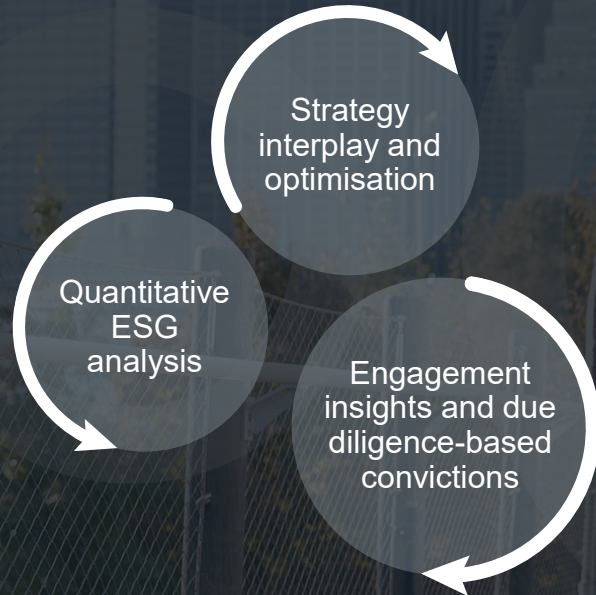 Strategy
interplay and
optimisation
Quantitative
ESG
analysis
Engagement
insights and due
diligence-based
convictions